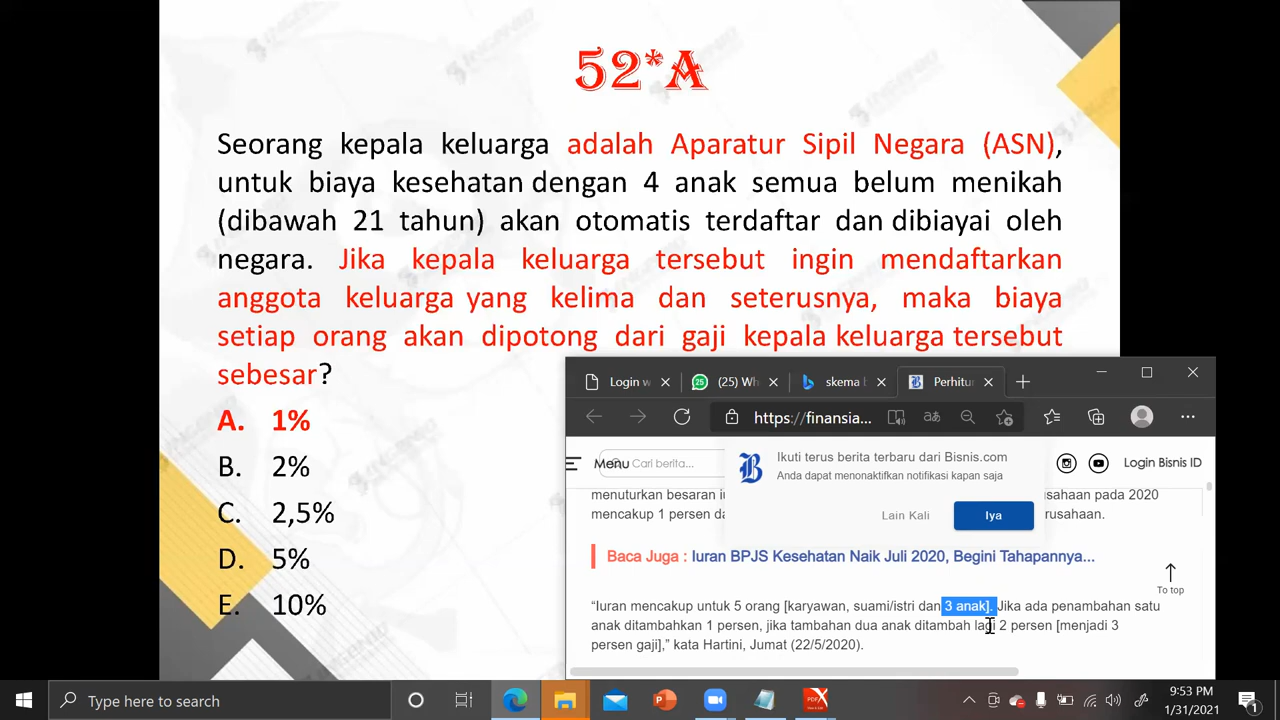 52*A
Seorang kepala keluarga adalah Aparatur Sipil Negara (ASN),
untuk biaya kesehatan dengan 4 anak semua belum menikah
(dibawah 21 tahun) akan otomatis terdaftar dan dibiayai oleh
negara. Jika kepala keluarga tersebut ingin mendaftarkan
anggota keluarga yang kelima dan seterusnya, maka biaya
setiap orang akan dipotong dari gaji kepala keluarga tersebut
sebesar?
A. 1%
B. 2%
C. 2,5%
D. 5%
E. 10%
Login w
(25) Wh
skema b
Perhitun
https://finansia...
Menu
Cari berita...
Ikuti terus berita terbaru dari Bisnis.com
Anda dapat menonaktifkan notifikasi kapan saja
Lain Kali
Iya
Login Bisnis ID
menuturkan besaran
usahaan pada 2020
mencakup 1 persen
rusahaan.
Baca Juga : Iuran BPJS Kesehatan Naik Juli 2020, Begini Tahapannya...
To top
“Iuran mencakup untuk 5 orang [karyawan, suami/istri dan 3 anak]. Jika ada penambahan satu
anak ditambahkan 1 persen, jika tambahan dua anak ditambah lagi 2 persen [menjadi 3
persen gaji],” kata Hartini, Jumat (22/5/2020).
Type here to search
9:53 PM
1/31/2021